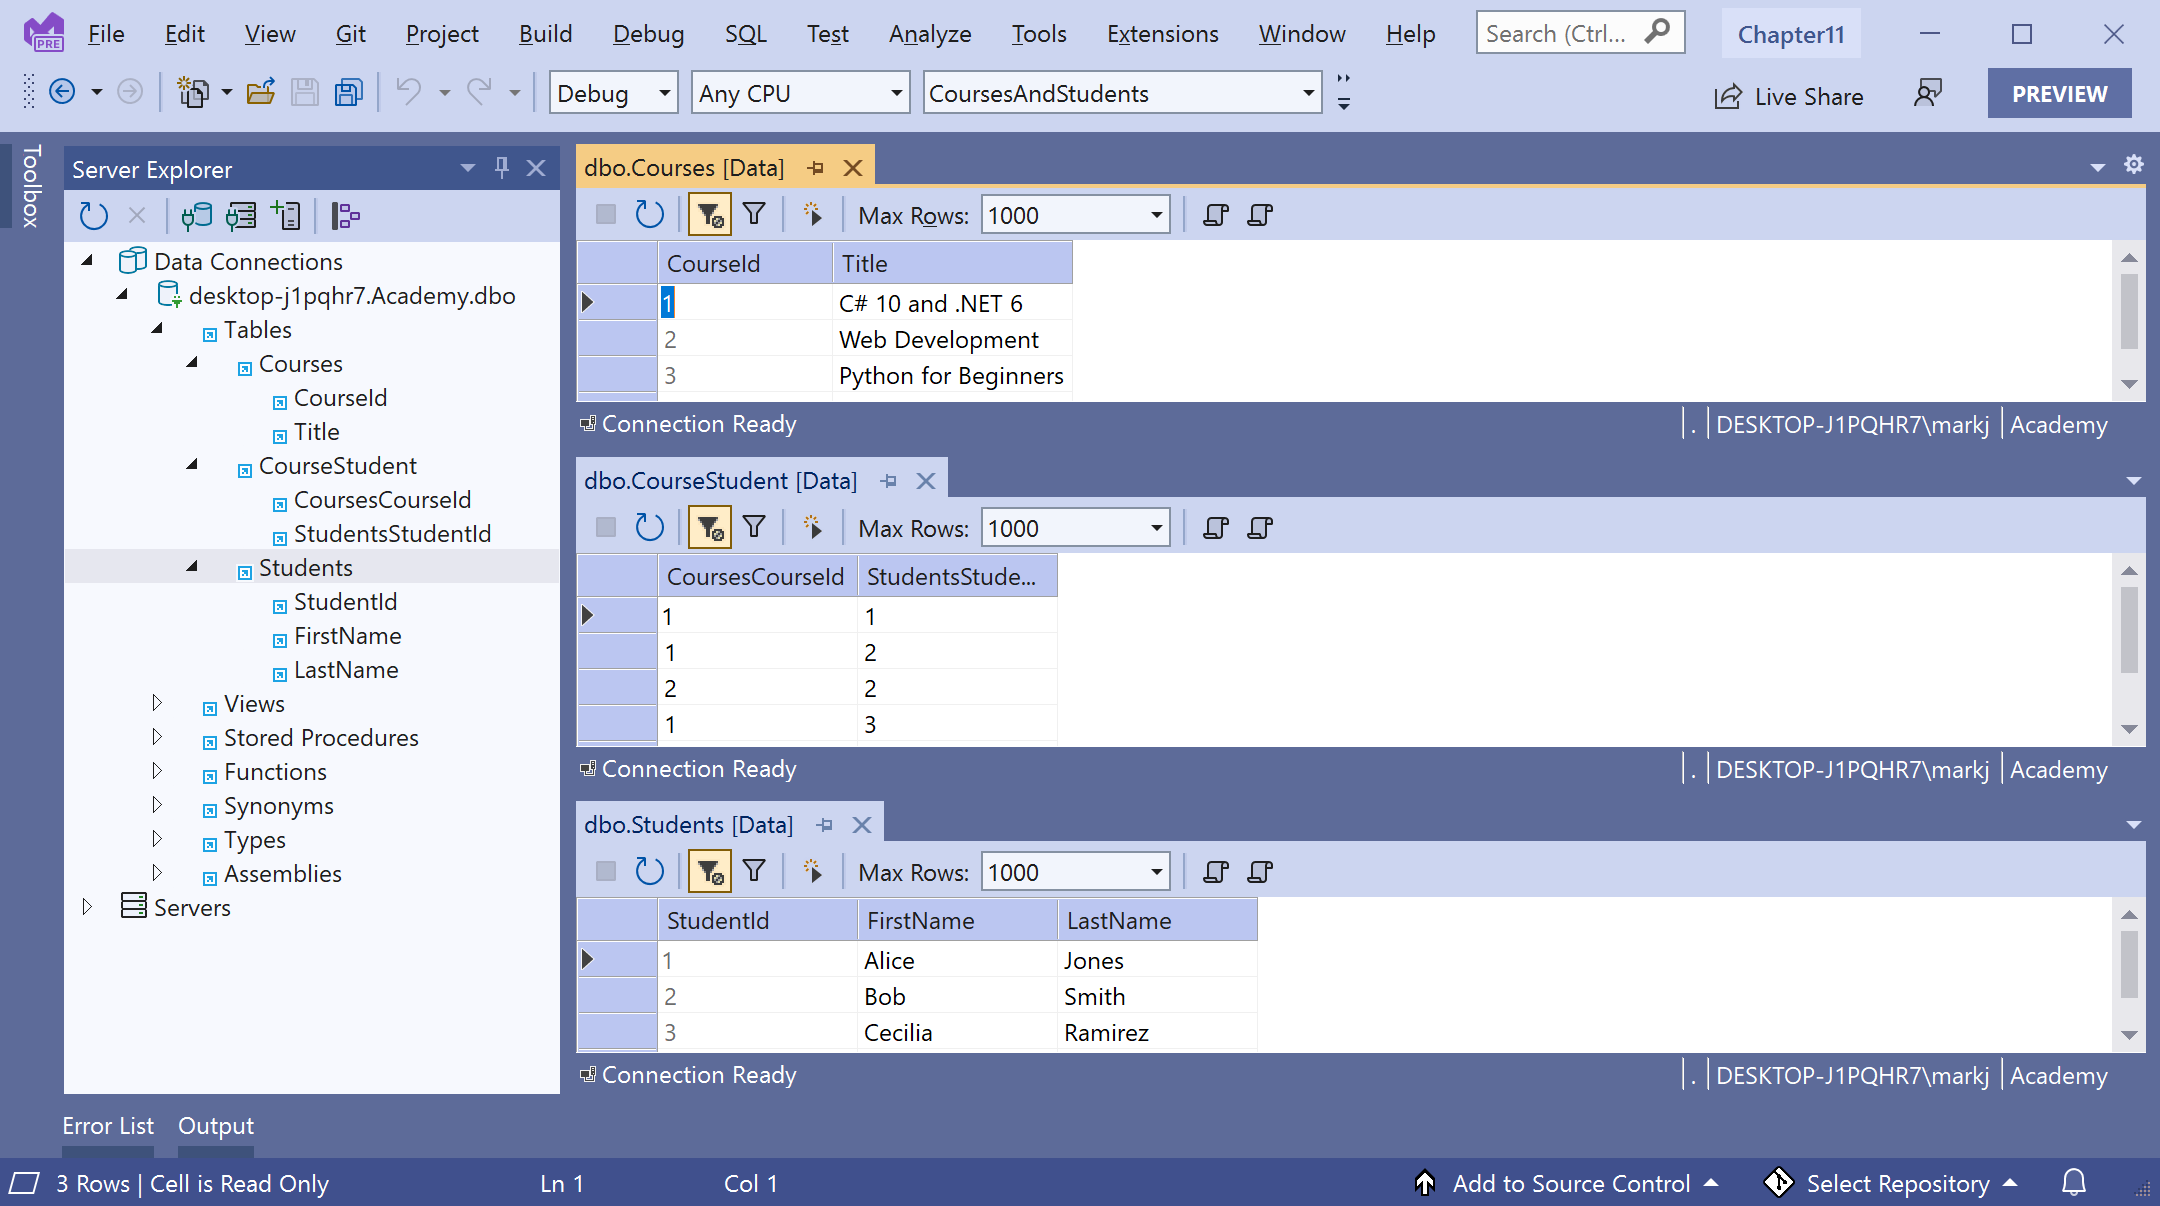 PRE File Edit View Git Project Build Debug SQL Test Analyze Tools Extensions Window Help Search (Ctrl... Chapter11
Debug Any CPU CoursesAndStudents Live Share PREVIEW
Toolbox
Server Explorer
Data Connections
desktop-j1pqhr7.Academy.dbo
Tables
Courses
CourseId
Title
CourseStudent
CoursesCourseId
StudentsStudentId
Students
StudentId
FirstName
LastName
Views
Stored Procedures
Functions
Synonyms
Types
Assemblies
Servers
dbo.Courses [Data]
Max Rows: 1000
CourseId Title
1 C# 10 and .NET 6
2 Web Development
3 Python for Beginners
Connection Ready | . | DESKTOP-J1PQHR7\markj | Academy
dbo.CourseStudent [Data]
Max Rows: 1000
CoursesCourseId StudentsStude...
1 1
1 2
2 2
1 3
Connection Ready | . | DESKTOP-J1PQHR7\markj | Academy
dbo.Students [Data]
Max Rows: 1000
StudentId FirstName LastName
1 Alice Jones
2 Bob Smith
3 Cecilia Ramirez
Connection Ready | . | DESKTOP-J1PQHR7\markj | Academy
Error List Output
3 Rows | Cell is Read Only Ln 1 Col 1 Add to Source Control Select Repository